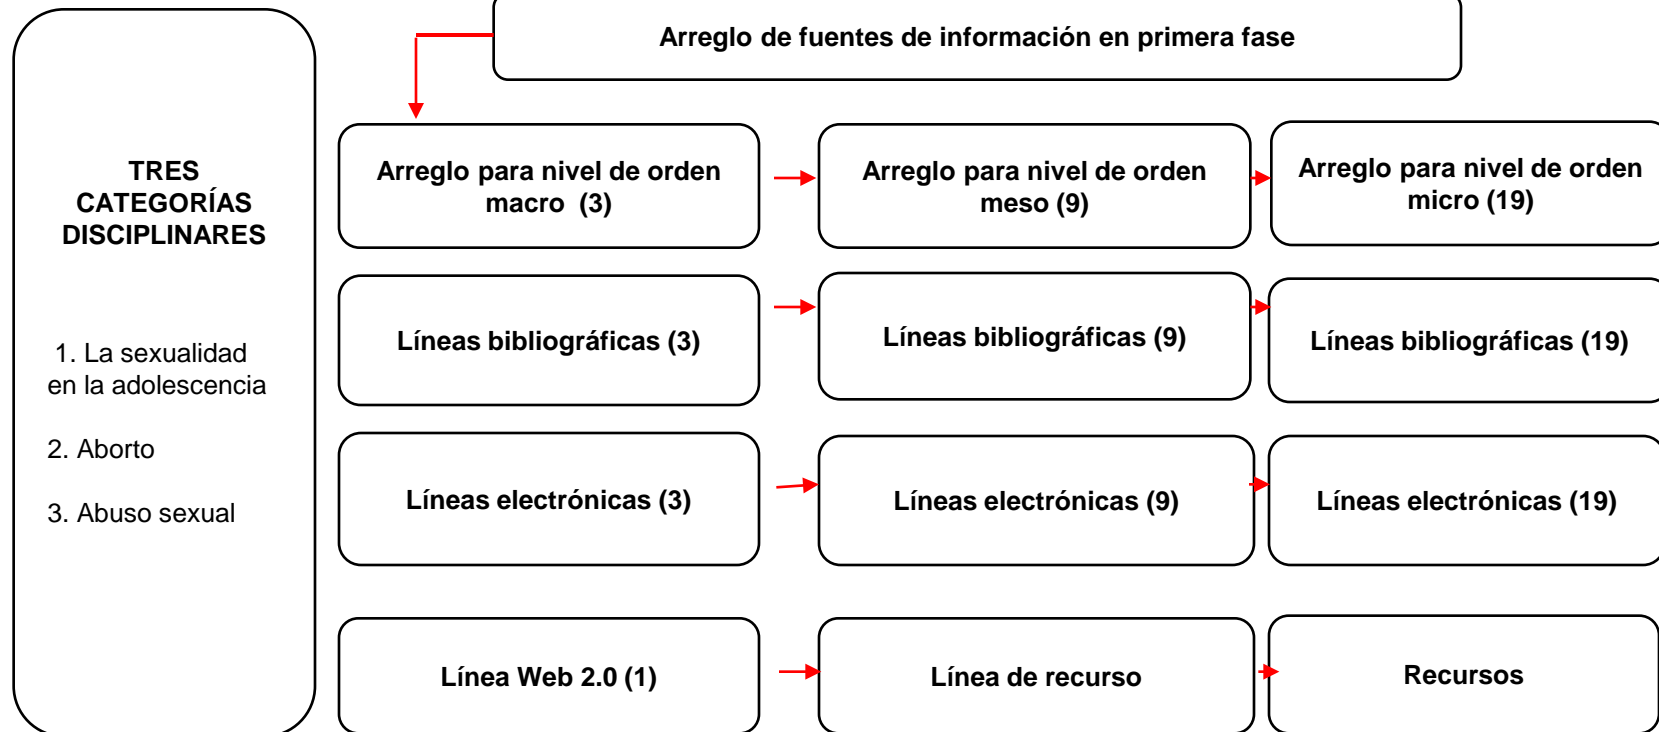 Arreglo de fuentes de información en primera fase
TRES
CATEGORÍAS
DISCIPLINARES
1. La sexualidad
en la adolescencia
2. Aborto
3. Abuso sexual
Arreglo para nivel de orden
macro (3)
Arreglo para nivel de orden
meso (9)
Arreglo para nivel de orden
micro (19)
Líneas bibliográficas (3)
Líneas bibliográficas (9)
Líneas bibliográficas (19)
Líneas electrónicas (3)
Líneas electrónicas (9)
Líneas electrónicas (19)
Línea Web 2.0 (1)
Línea de recurso
Recursos